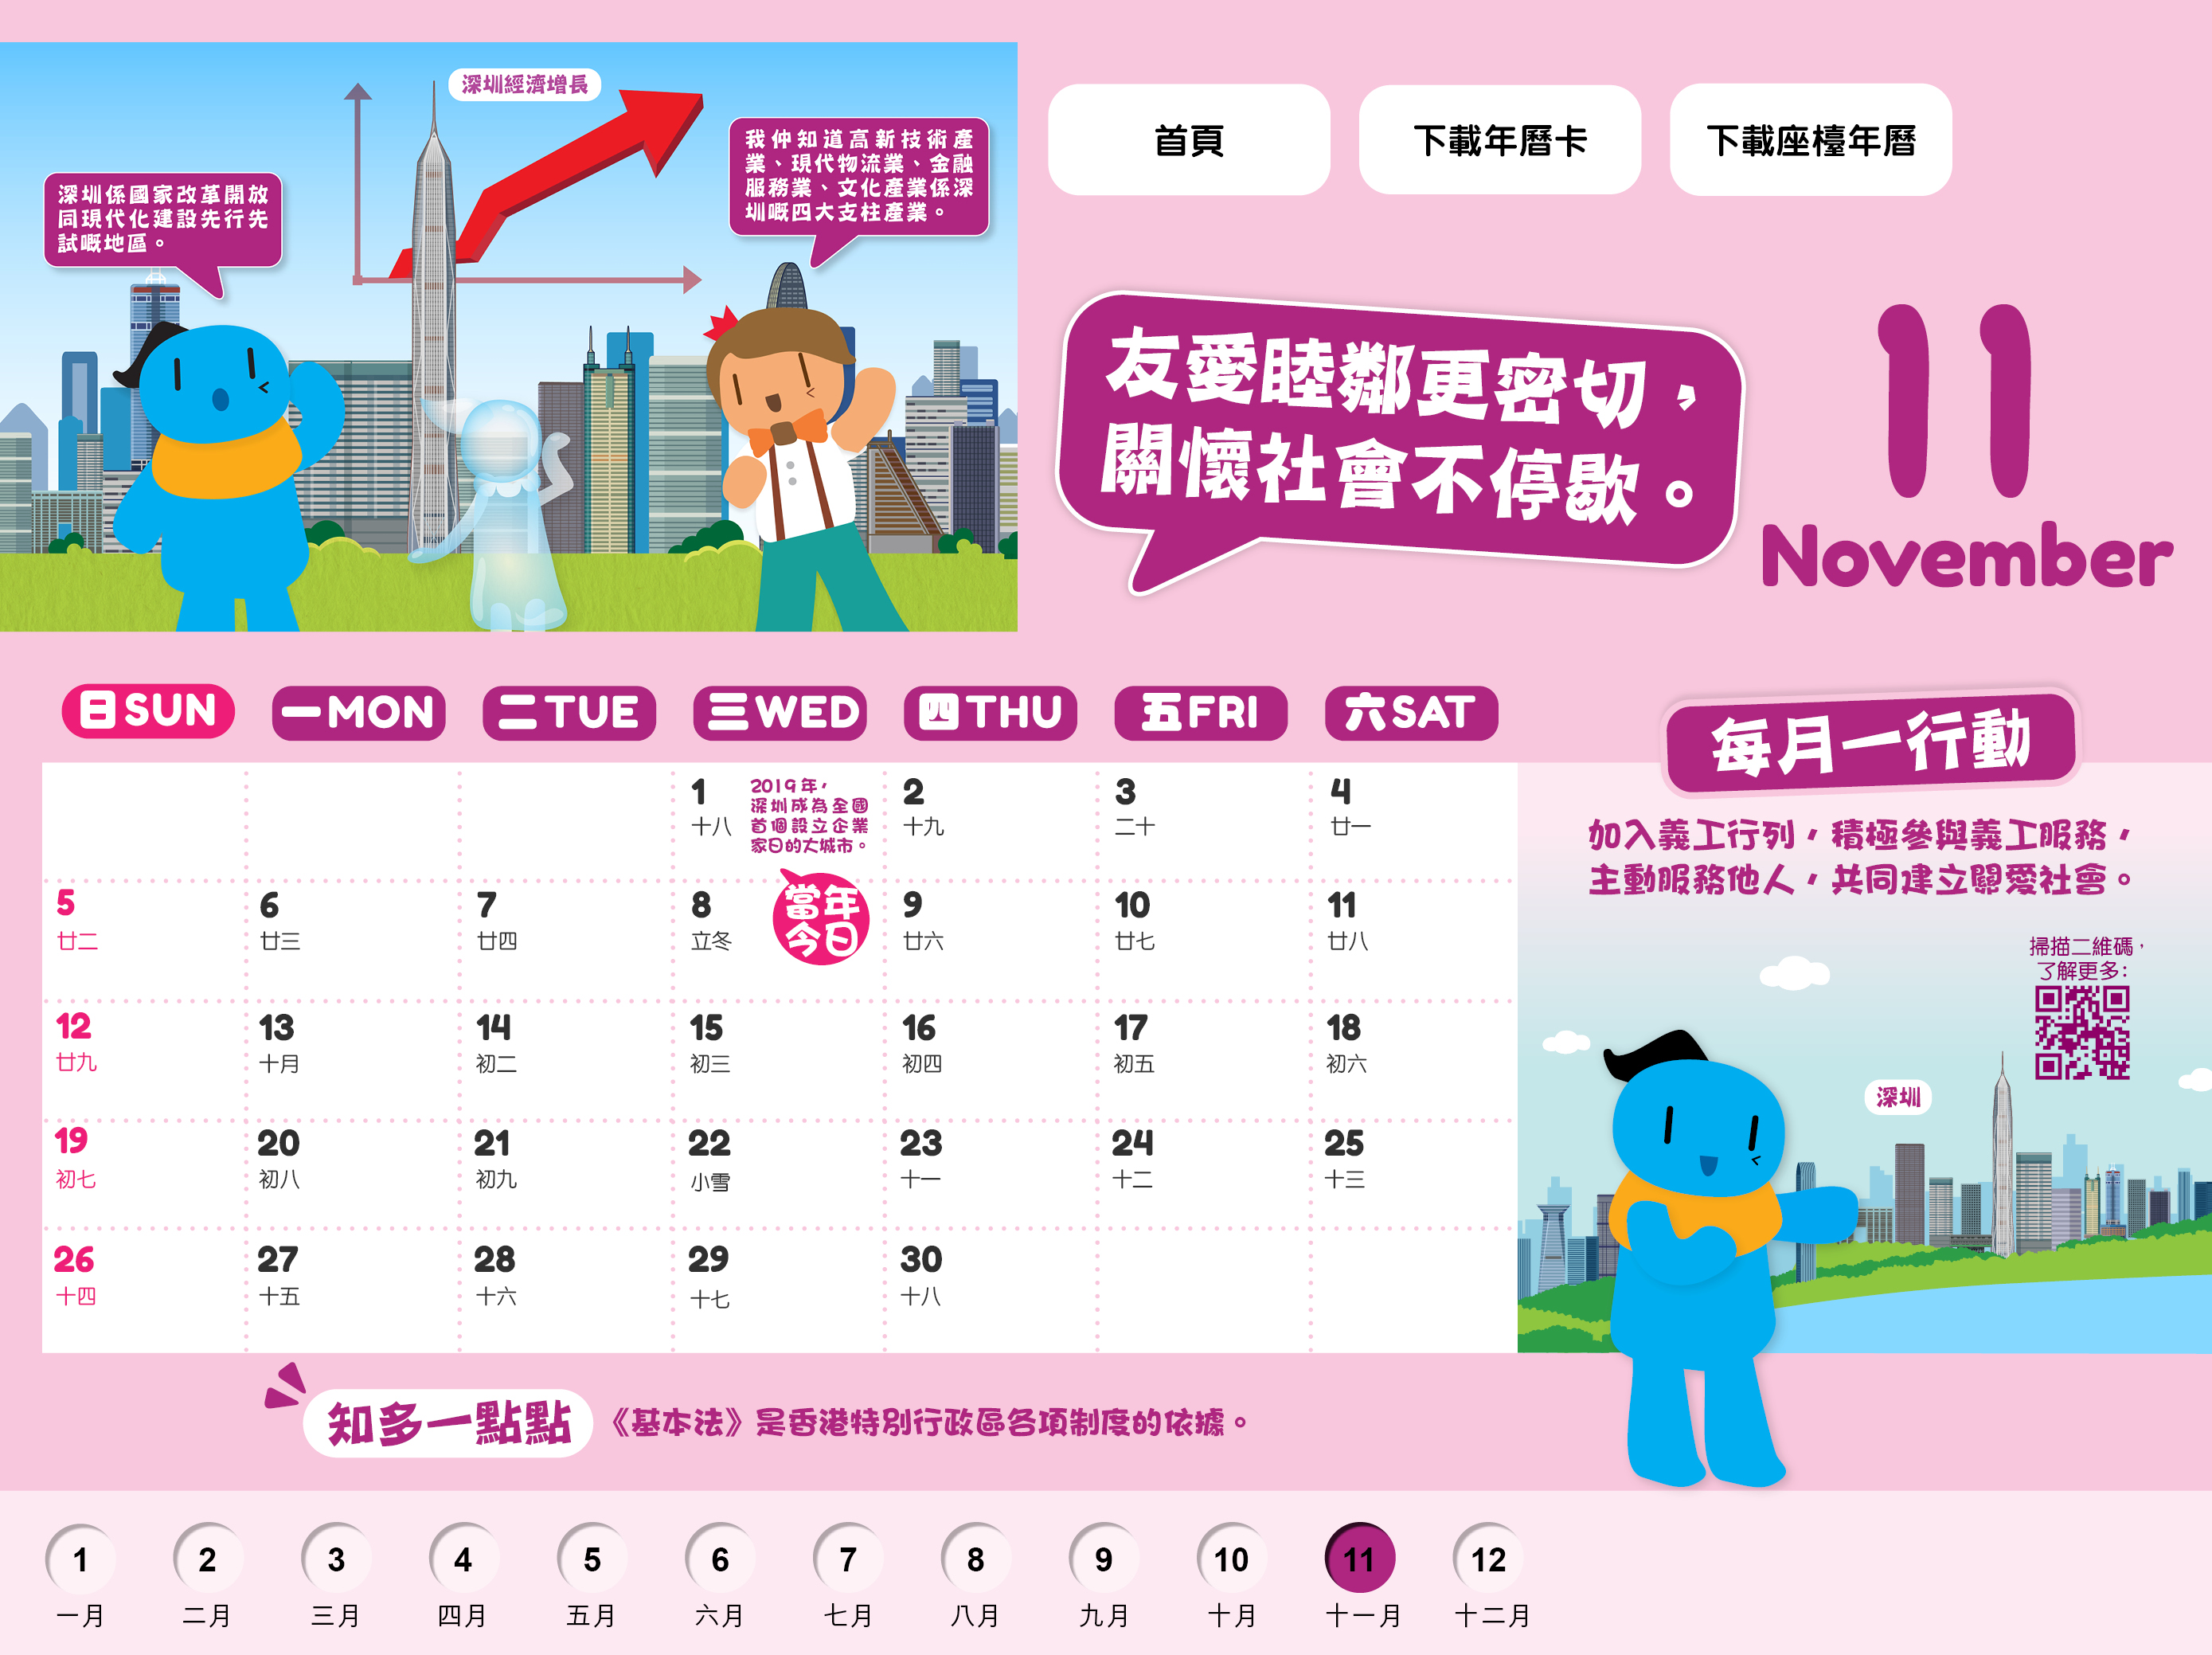 深圳經濟增長
深圳係國家改革開放
同現代化建設先行先
試嘅地區。
我仲知道高新技術產
業、現代物流業、金融
服務業、文化產業係深
圳嘅四大支柱產業。
首頁
下載年曆卡
下載座檯年曆
友愛睦鄰更密切，
關懷社會不停歇。
11
November
日SUN
一MON
二TUE
三WED
四THU
五FRI
六SAT
每月一行動
1
十八
2019年，
深圳成為全國
首個設立企業
家日的大城市。
當年
今日
2
十九
3
二十
4
廿一
5
廿二
6
廿三
7
廿四
8
立冬
9
廿六
10
廿七
11
廿八
12
廿九
13
十月
14
初二
15
初三
16
初四
17
初五
18
初六
19
初七
20
初八
21
初九
22
小雪
23
十一
24
十二
25
十三
26
十四
27
十五
28
十六
29
十七
30
十八
加入義工行列，積極參與義工服務，
主動服務他人，共同建立關愛社會。
掃描二維碼，
了解更多：
深圳
知多一點點
《基本法》是香港特別行政區各項制度的依據。
1
一月
2
二月
3
三月
4
四月
5
五月
6
六月
7
七月
8
八月
9
九月
10
十月
11
十一月
12
十二月